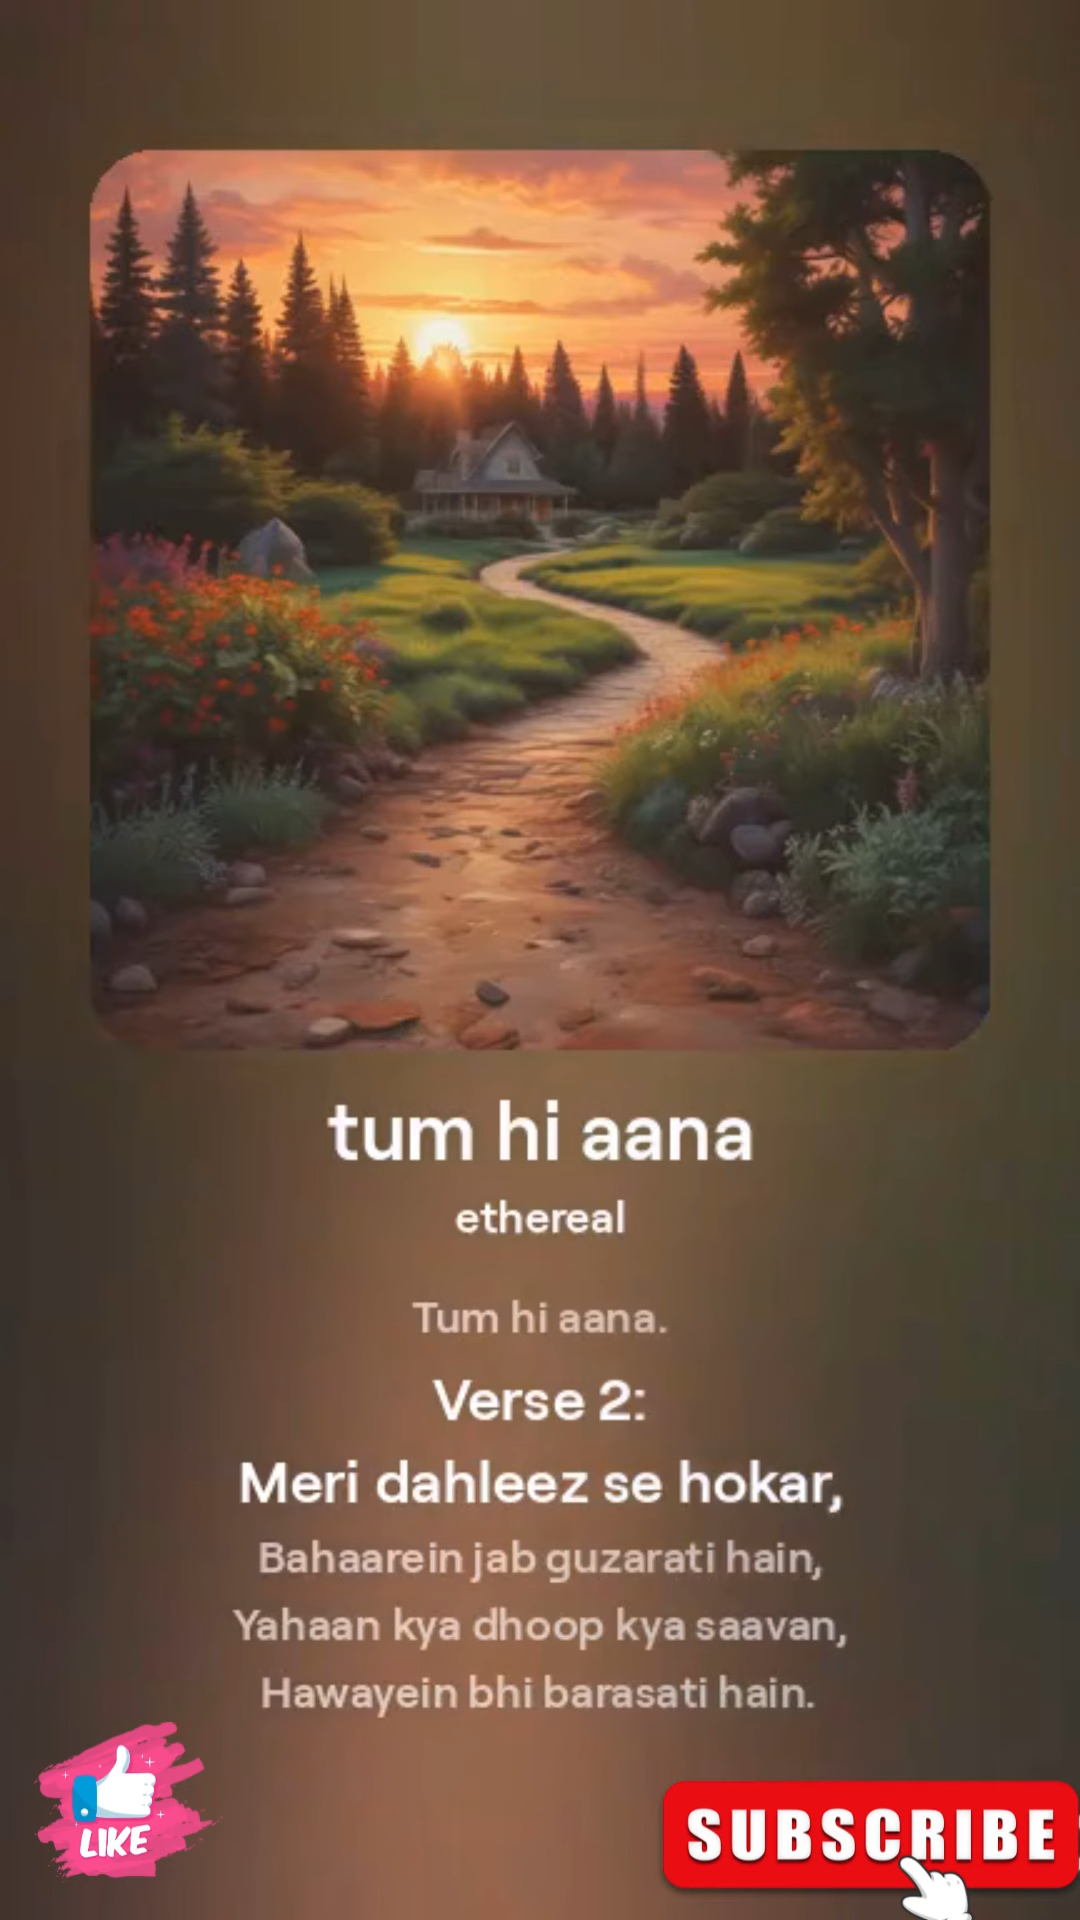 tum hi aana
ethereal
Tum hi aana.
Verse 2:
Meri dahleez se hokar,
Bahaarein jab guzarati hain,
Yahaan kya dhoop kya saavan,
Hawayein bhi barasati hain.
LIKE
SUBSCRIBE